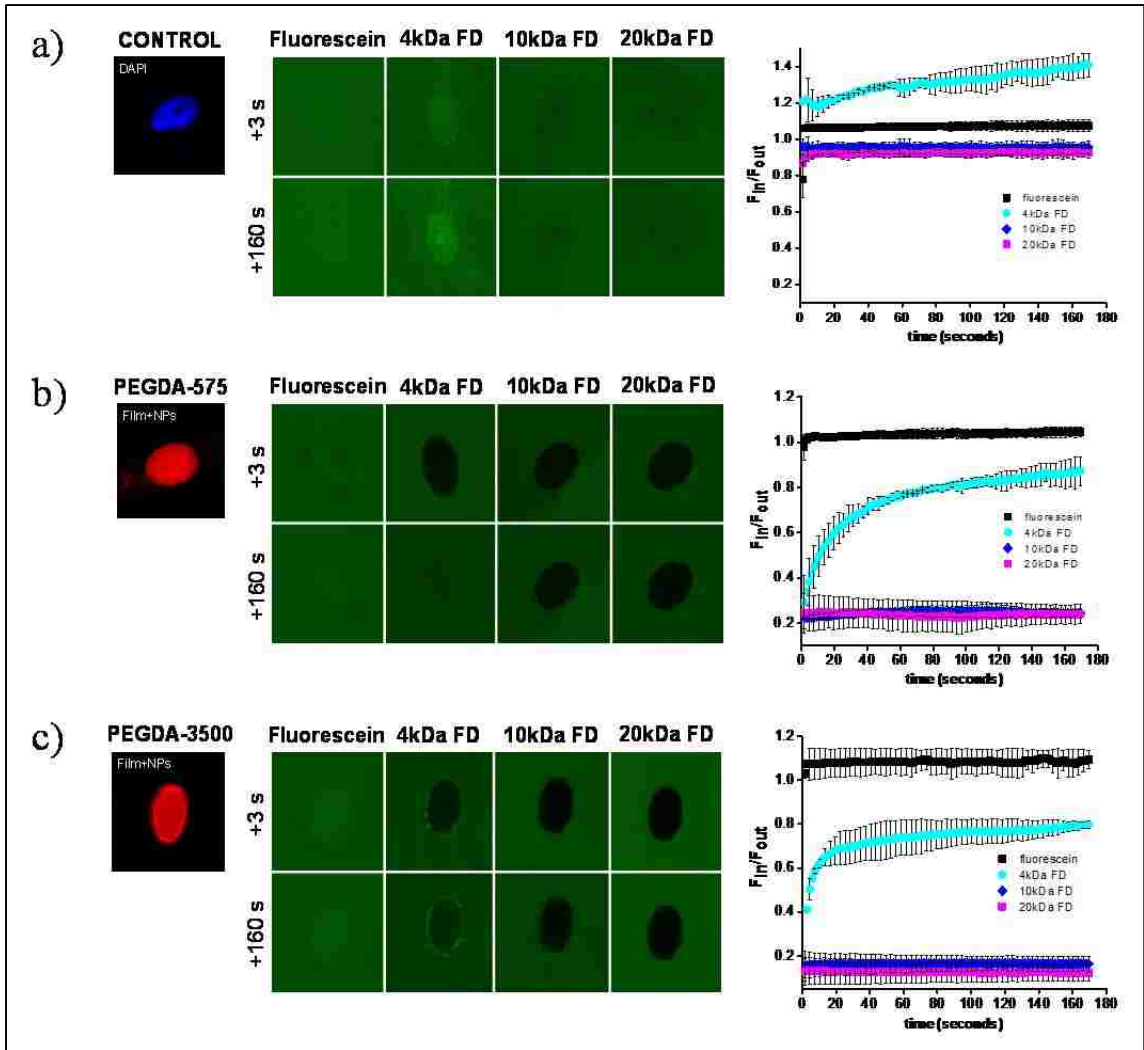 a)
CONTROL
DAPI
Fluorescein 4kDa FD 10kDa FD 20kDa FD
+3 s
+160 s
1.4
1.2
1.0
0.8
0.6
0.4
0.2
Fin/Fout
fluorescein
4kDa FD
10kDa FD
20kDa FD
0 20 40 60 80 100 120 140 160 180
time (seconds)
b)
PEGDA-575
Film+NPs
Fluorescein 4kDa FD 10kDa FD 20kDa FD
+3 s
+160 s
1.2
1.0
0.8
0.6
0.4
0.2
Fin/Fout
fluorescein
4kDa FD
10kDa FD
20kDa FD
0 20 40 60 80 100 120 140 160 180
time (seconds)
c)
PEGDA-3500
Film+NPs
Fluorescein 4kDa FD 10kDa FD 20kDa FD
+3 s
+160 s
1.2
1.0
0.8
0.6
0.4
0.2
Fin/Fout
fluorescein
4kDa FD
10kDa FD
20kDa FD
0 20 40 60 80 100 120 140 160 180
time (seconds)